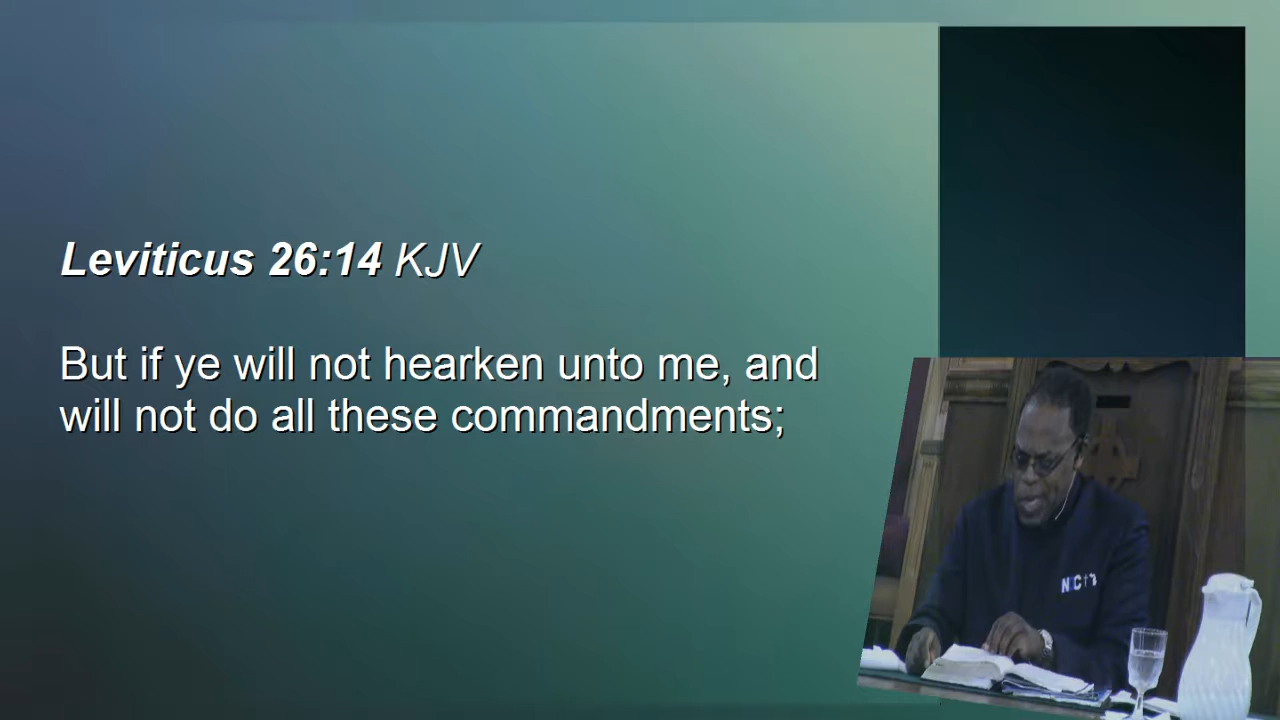 Leviticus 26:14 KJV
But if ye will not hearken unto me, and
will not do all these commandments;